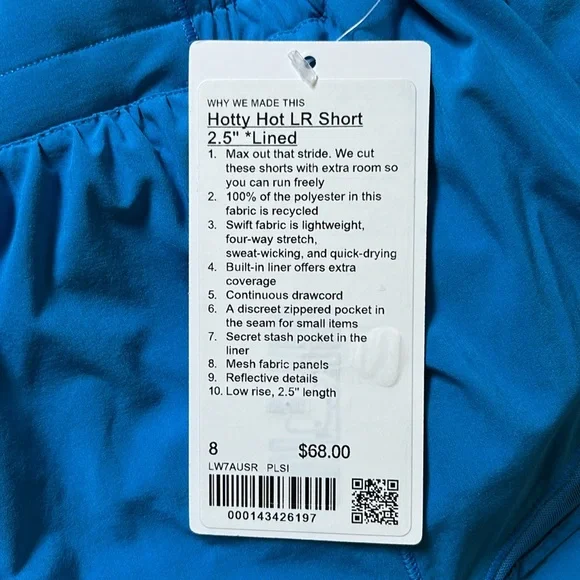 WHY WE MADE THIS
Hotty Hot LR Short
2.5" *Lined
1. Max out that stride. We cut
these shorts with extra room so
you can run freely
2. 100% of the polyester in this
fabric is recycled
3. Swift fabric is lightweight,
four-way stretch,
sweat-wicking, and quick-drying
4. Built-in liner offers extra
coverage
5. Continuous drawcord
6. A discreet zippered pocket in
the seam for small items
7. Secret stash pocket in the
liner
8. Mesh fabric panels
9. Reflective details
10. Low rise, 2.5" length
8 $68.00
LW7AUSR PLSI
000143426197